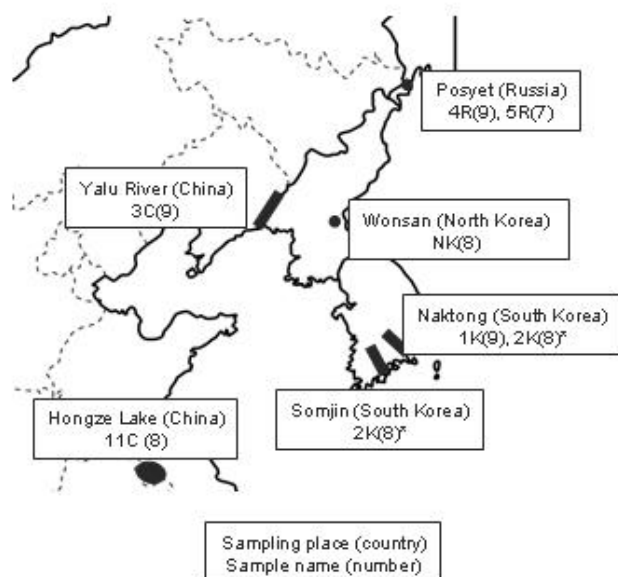 Posyet (Russia)
4R(9), 5R(7)
Yalu River (China)
3C(9)
Wonsan (North Korea)
NK(8)
Naktong (South Korea)
1K(9), 2K(8)*
Somjin (South Korea)
2K(8)*
Hongze Lake (China)
11C (8)
Sampling place (country)
Sample name (number)